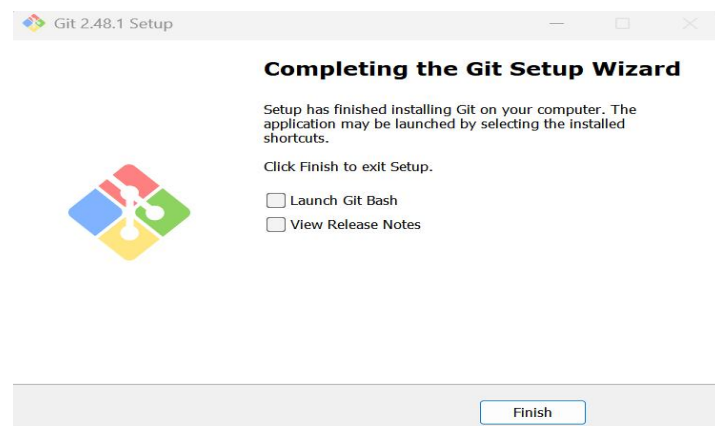 Git 2.48.1 Setup
Completing the Git Setup Wizard
Setup has finished installing Git on your computer. The
application may be launched by selecting the installed
shortcuts.
Click Finish to exit Setup.
Launch Git Bash
View Release Notes
Finish